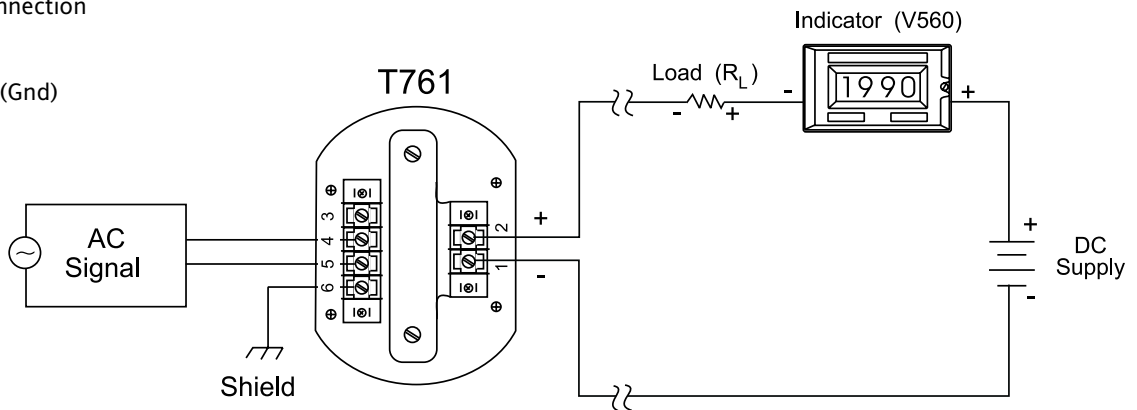 nnection
(Gnd)
Indicator (V560)
T761
Load (RL)
-
1990
+
-
+
3
4
5
6
2
1
+
-
AC
Signal
~
+
-
DC
Supply
Shield